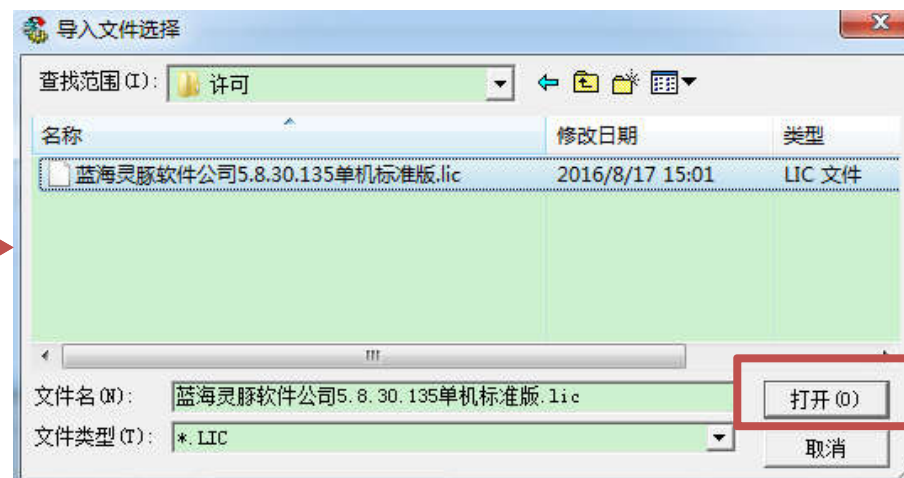 导入文件选择
查找范围(I): 许可
名称 修改日期 类型
蓝海灵豚软件公司5.8.30.135单机标准版.lic 2016/8/17 15:01 LIC 文件
文件名(N): 蓝海灵豚软件公司5.8.30.135单机标准版.lic 打开(O)
文件类型(T): *.LIC 取消